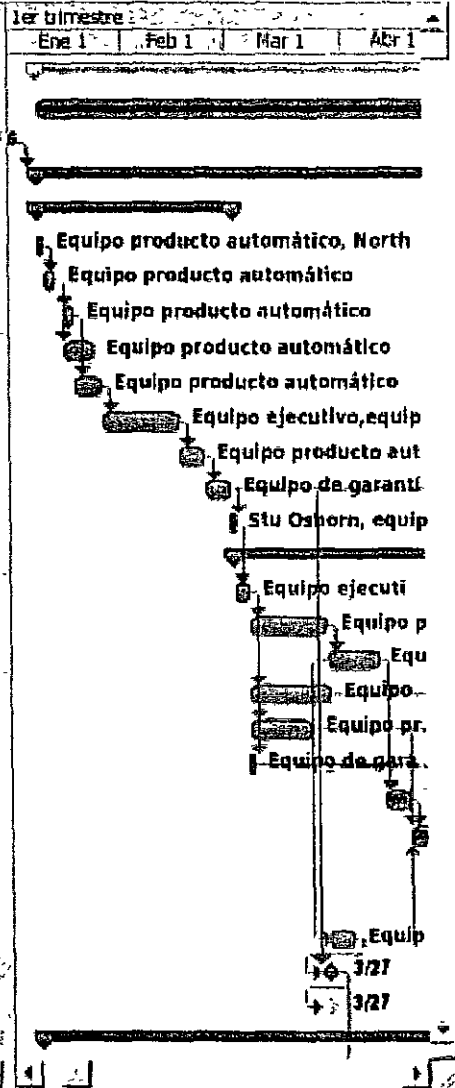 1er trimestre
Ene 1 Feb 1 Mar 1 Abr 1
Equipo producto automático, North
Equipo producto automático
Equipo producto automático
Equipo producto automático
Equipo producto automático
Equipo ejecutivo,equip
Equipo producto aut
Equipo de garantí
Stu Osborn, equip
Equipo ejecuti
Equipo p
Equ
Equipo
Equipo pr.
Equipo de gara
Equip
3/27
3/27